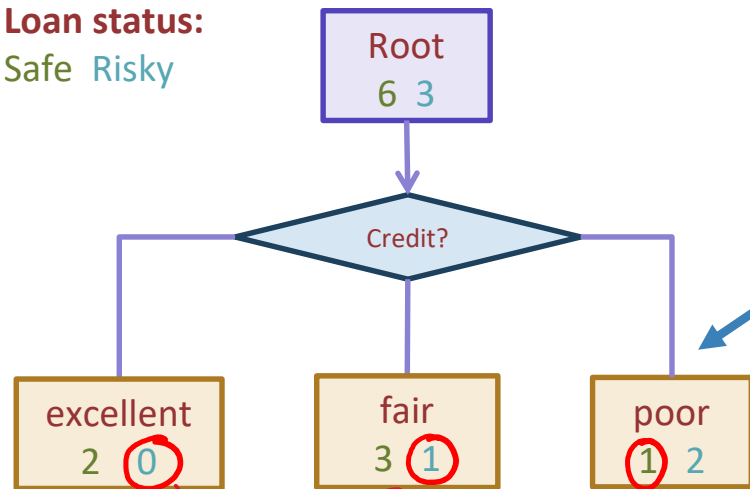 Loan status:
Safe Risky
Root
6 3
Credit?
excellent
2 0
fair
3 1
poor
1 2